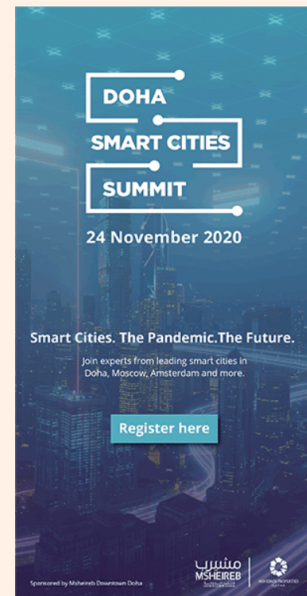 DOHA
SMART CITIES
SUMMIT
24 November 2020
Smart Cities. The Pandemic.The Future.
Join experts from leading smart cities in
Doha, Moscow, Amsterdam and more.
Register here
مشيرب
MSHEIREB
Sponsored by Msheireb Downtown Doha